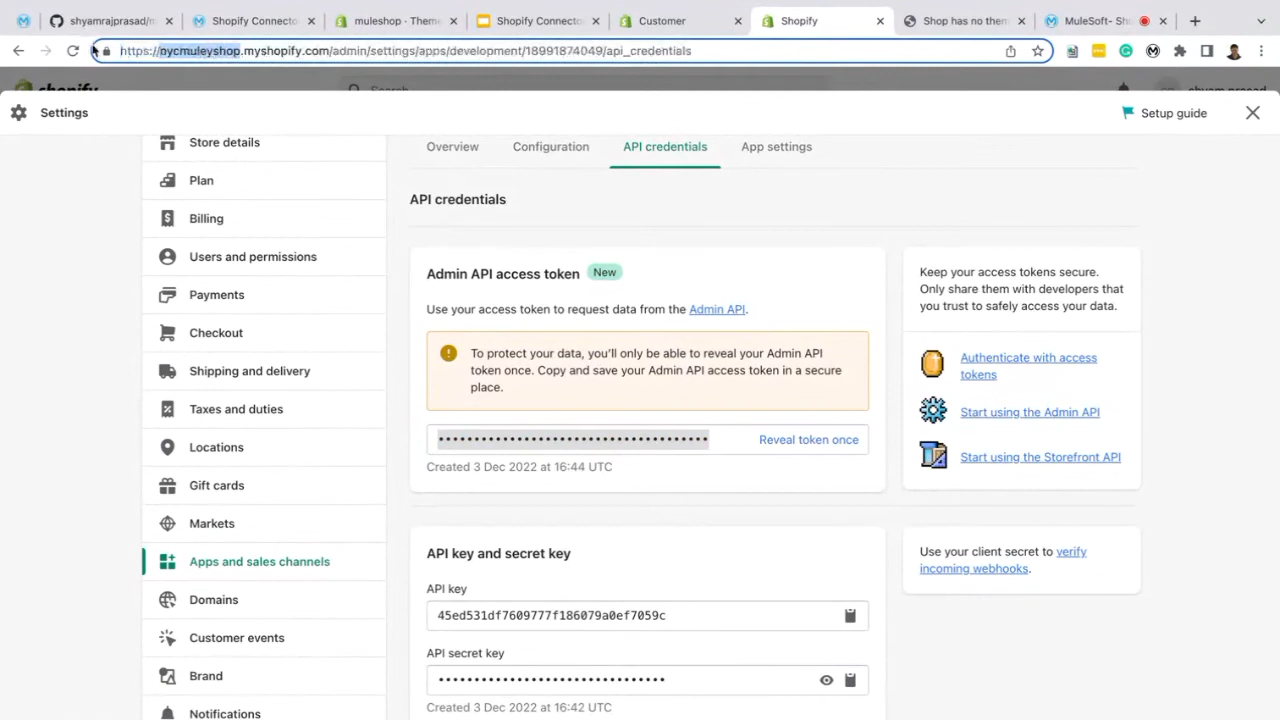 shyamrajprasad/m
Shopify Connecto
muleshop · Theme
Shopify Connecto
Customer
Shopify
Shop has no them
MuleSoft- Sh
https://nycmuleyshop.myshopify.com/admin/settings/apps/development/18991874049/api_credentials
shopify
Search
shyam prasad
Settings
Setup guide
Store details
Plan
Billing
Users and permissions
Payments
Checkout
Shipping and delivery
Taxes and duties
Locations
Gift cards
Markets
Apps and sales channels
Domains
Customer events
Brand
Notifications
Overview
Configuration
API credentials
App settings
API credentials
Admin API access token New
Use your access token to request data from the Admin API.
To protect your data, you'll only be able to reveal your Admin API
token once. Copy and save your Admin API access token in a secure
place.
••••••••••••••••••••••••••••••••••••••
Reveal token once
Created 3 Dec 2022 at 16:44 UTC
Keep your access tokens secure.
Only share them with developers that
you trust to safely access your data.
Authenticate with access
tokens
Start using the Admin API
Start using the Storefront API
API key and secret key
API key
45ed531df7609777f186079a0ef7059c
API secret key
••••••••••••••••••••••••••••••••
Created 3 Dec 2022 at 16:42 UTC
Use your client secret to verify
incoming webhooks.